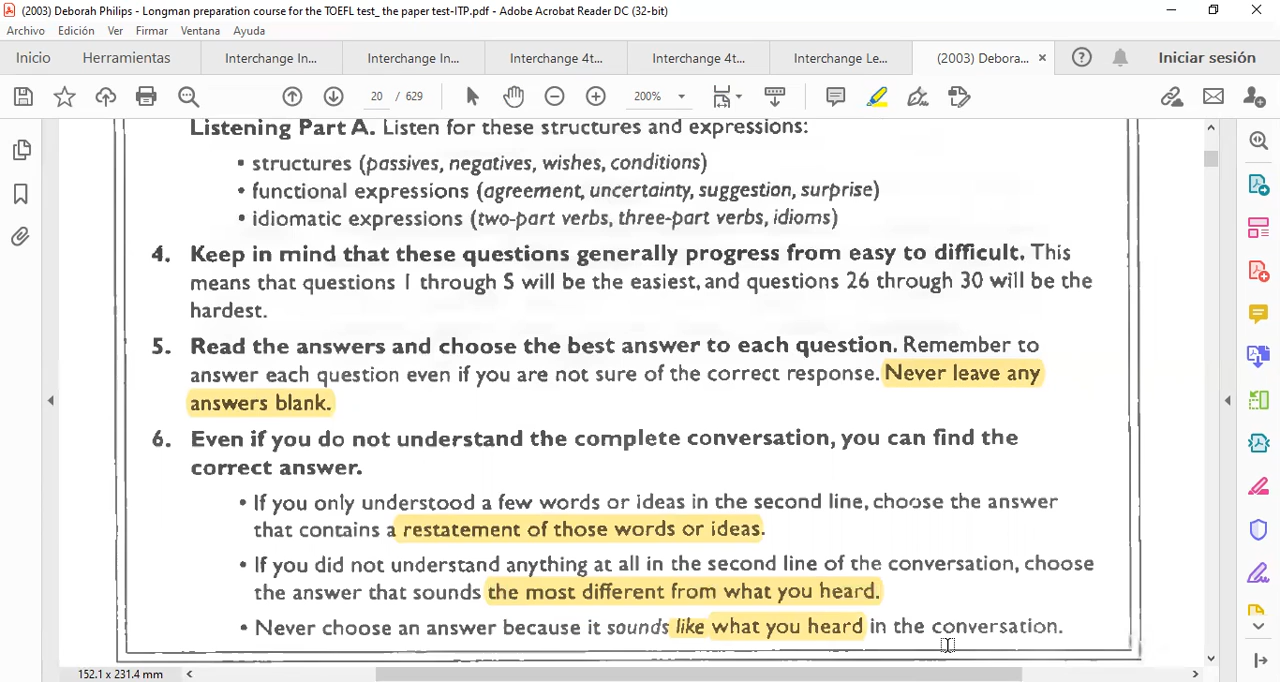 (2003) Deborah Philips - Longman preparation course for the TOEFL test_ the paper test-ITP.pdf - Adobe Acrobat Reader DC (32-bit)
Archivo Edición Ver Firmar Ventana Ayuda
Inicio Herramientas Interchange In... Interchange In... Interchange 4t... Interchange 4t... Interchange Le... (2003) Debora... × Iniciar sesión
20 / 629 200%
Listening Part A. Listen for these structures and expressions:
• structures (passives, negatives, wishes, conditions)
• functional expressions (agreement, uncertainty, suggestion, surprise)
• idiomatic expressions (two-part verbs, three-part verbs, idioms)
4. Keep in mind that these questions generally progress from easy to difficult. This
means that questions 1 through 5 will be the easiest, and questions 26 through 30 will be the
hardest.
5. Read the answers and choose the best answer to each question. Remember to
answer each question even if you are not sure of the correct response. Never leave any
answers blank.
6. Even if you do not understand the complete conversation, you can find the
correct answer.
• If you only understood a few words or ideas in the second line, choose the answer
that contains a restatement of those words or ideas.
• If you did not understand anything at all in the second line of the conversation, choose
the answer that sounds the most different from what you heard.
• Never choose an answer because it sounds like what you heard in the conversation.
152.1 x 231.4 mm